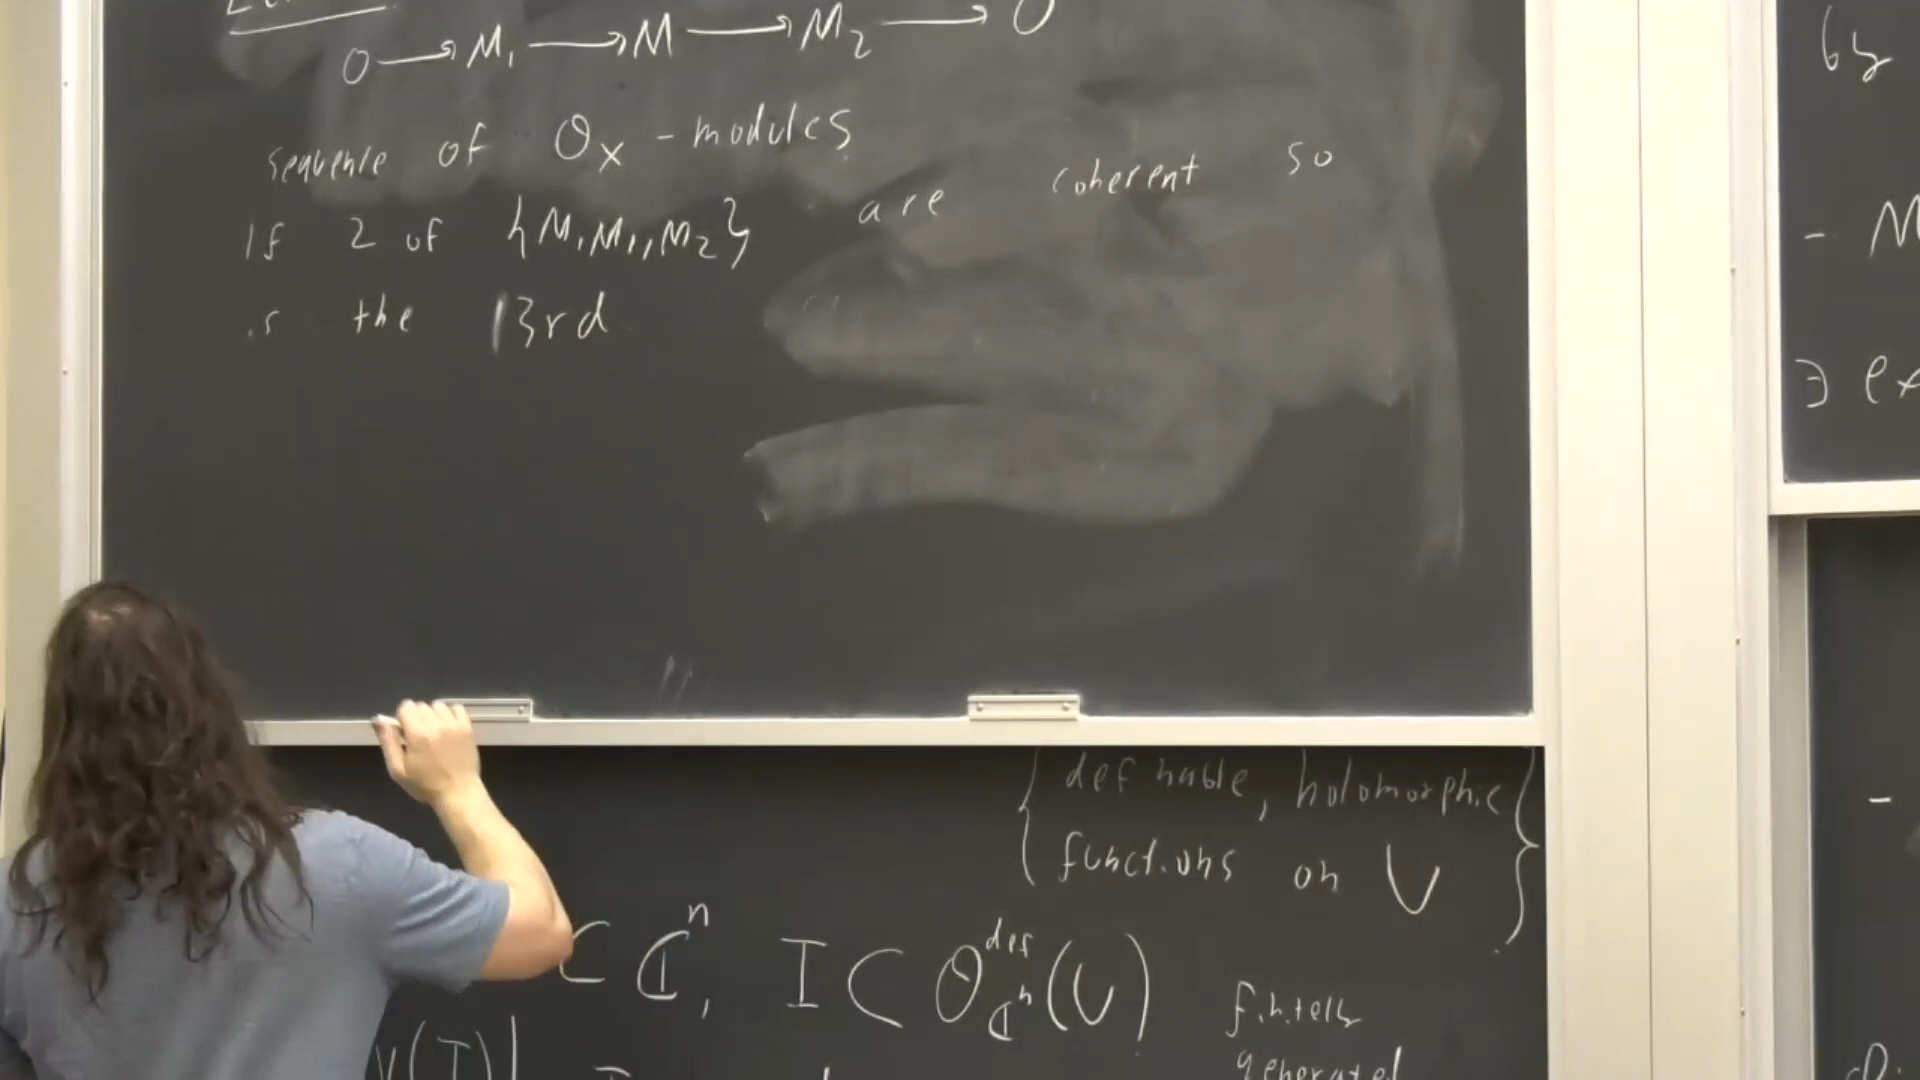 0 → M₁ → M → M₂ → 0
sequence of O_X - modules
If 2 of {M, M₁, M₂} are coherent so
is the 3rd
{ definable, holomorphic
functions on U }
⊂ ℂⁿ, I ⊂ O^def_ℂⁿ(U) finitely
generated
V(I)|
by
- M
∃ ex
-